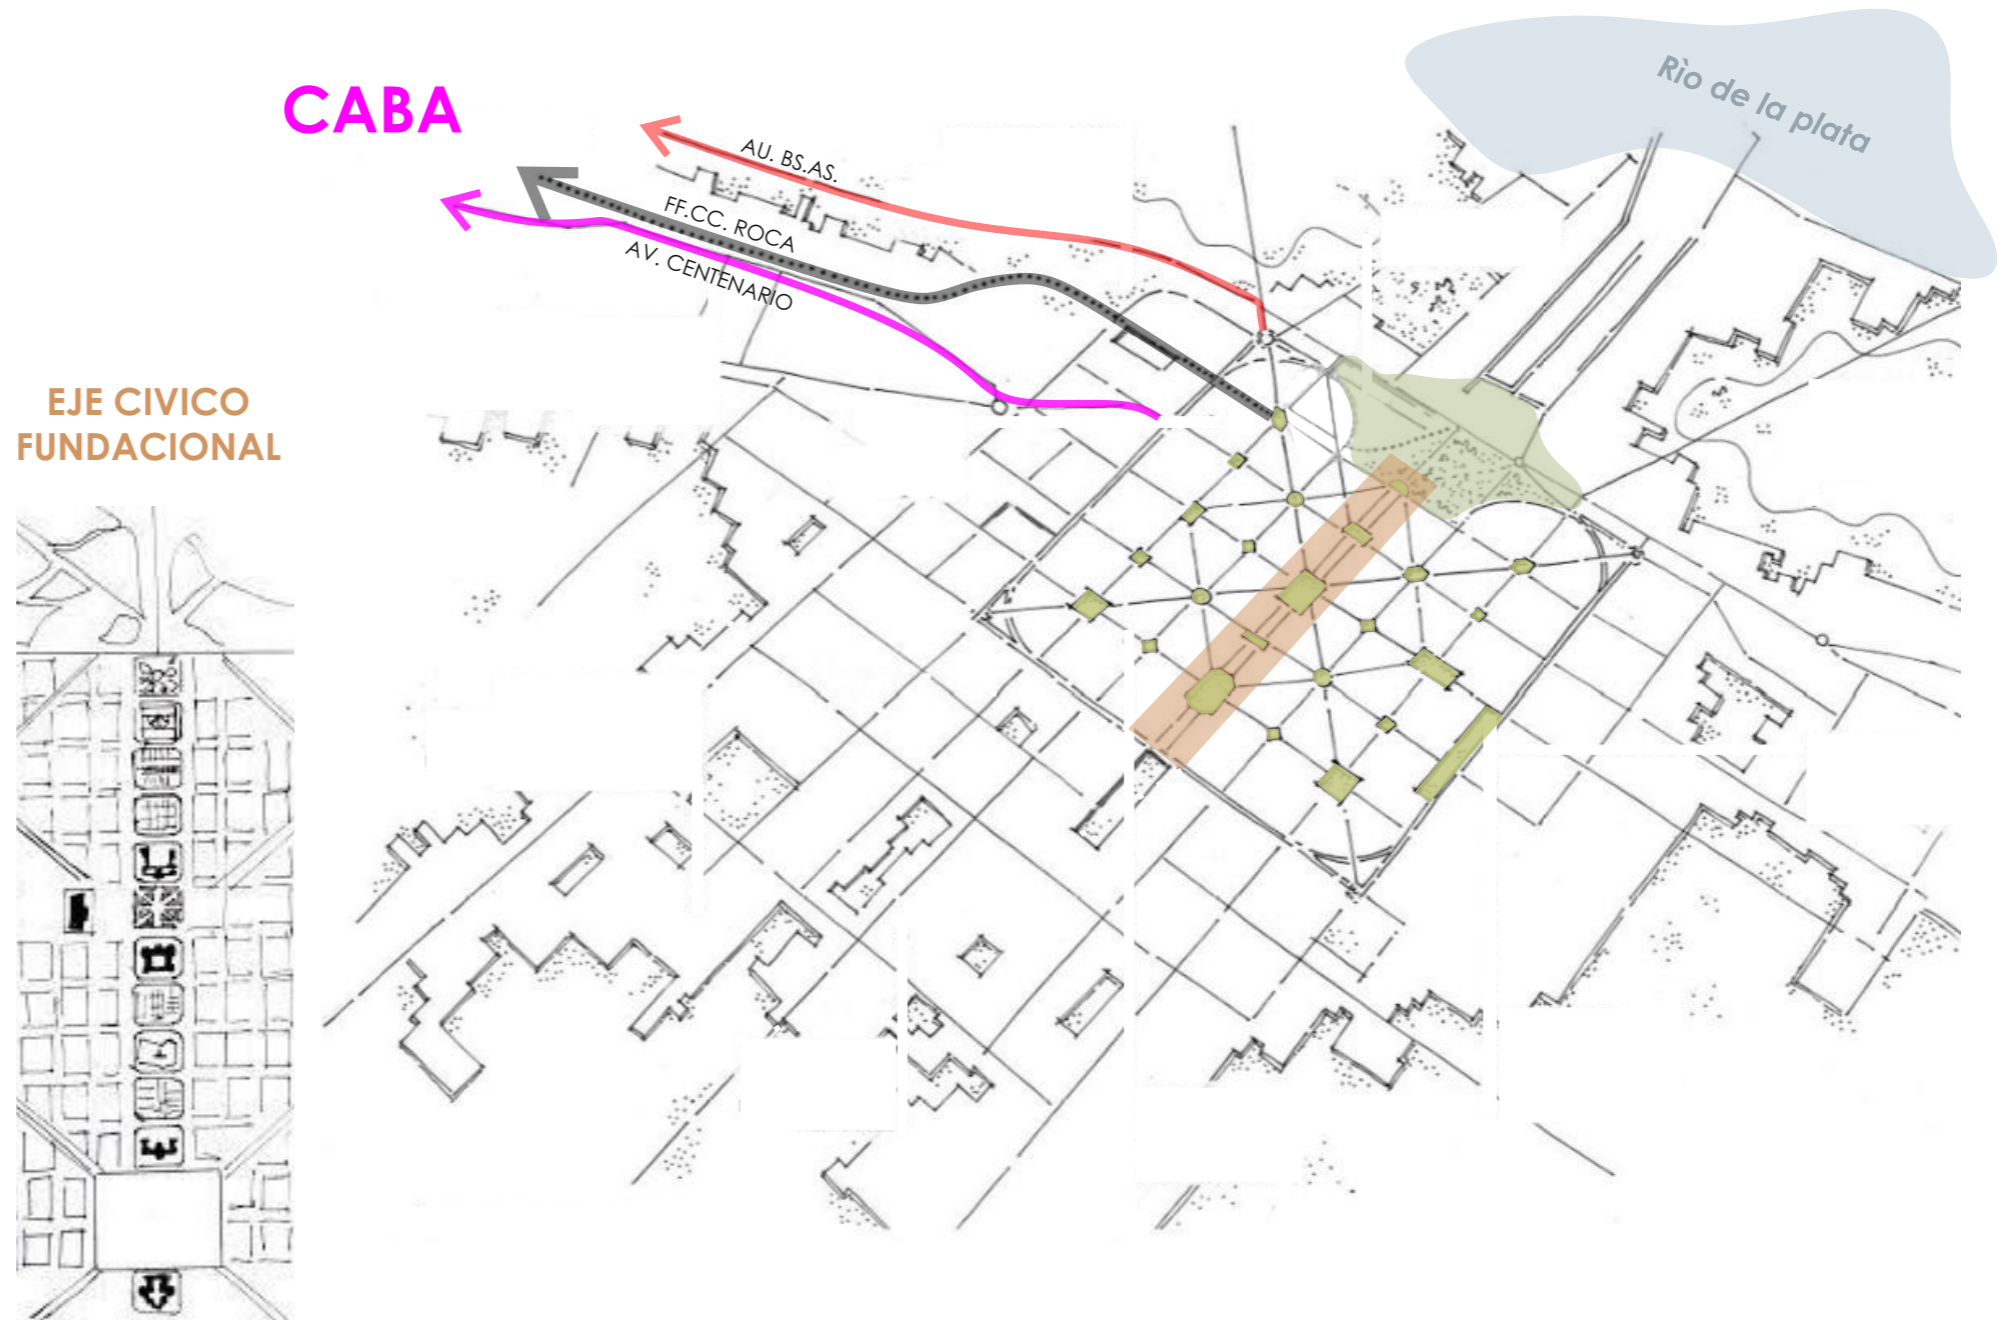 CABA
AU. BS.AS.
FF.CC. ROCA
AV. CENTENARIO
Rìo de la plata
EJE CIVICO
FUNDACIONAL